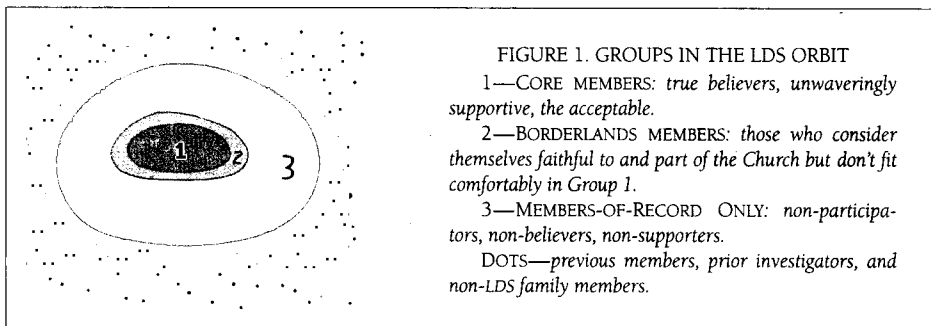 FIGURE 1. GROUPS IN THE LDS ORBIT
1—CORE MEMBERS: true believers, unwaveringly
supportive, the acceptable.
2—BORDERLANDS MEMBERS: those who consider
themselves faithful to and part of the Church but don't fit
comfortably in Group 1.
3—MEMBERS-OF-RECORD ONLY: non-participa-
tors, non-believers, non-supporters.
DOTS—previous members, prior investigators, and
non-LDS family members.
1
2
3